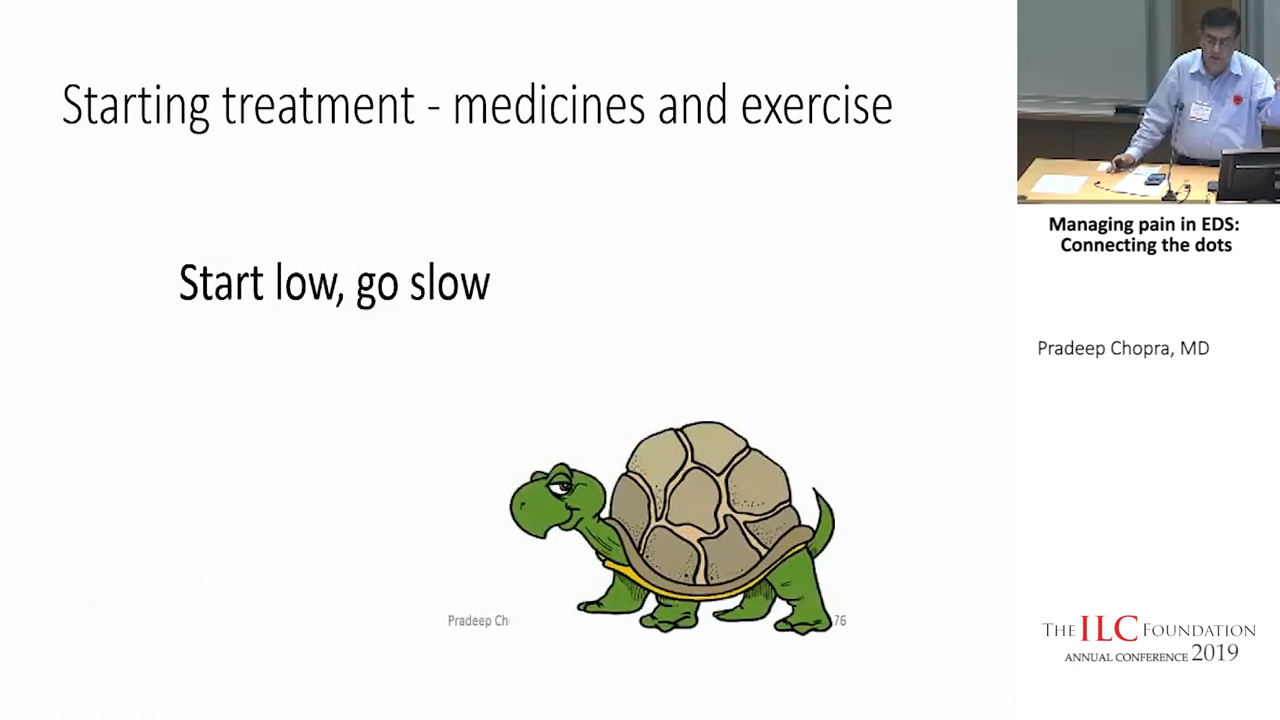 Starting treatment - medicines and exercise
Start low, go slow
Pradeep Ch
76
Managing pain in EDS:
Connecting the dots
Pradeep Chopra, MD
THE ILC FOUNDATION
ANNUAL CONFERENCE 2019